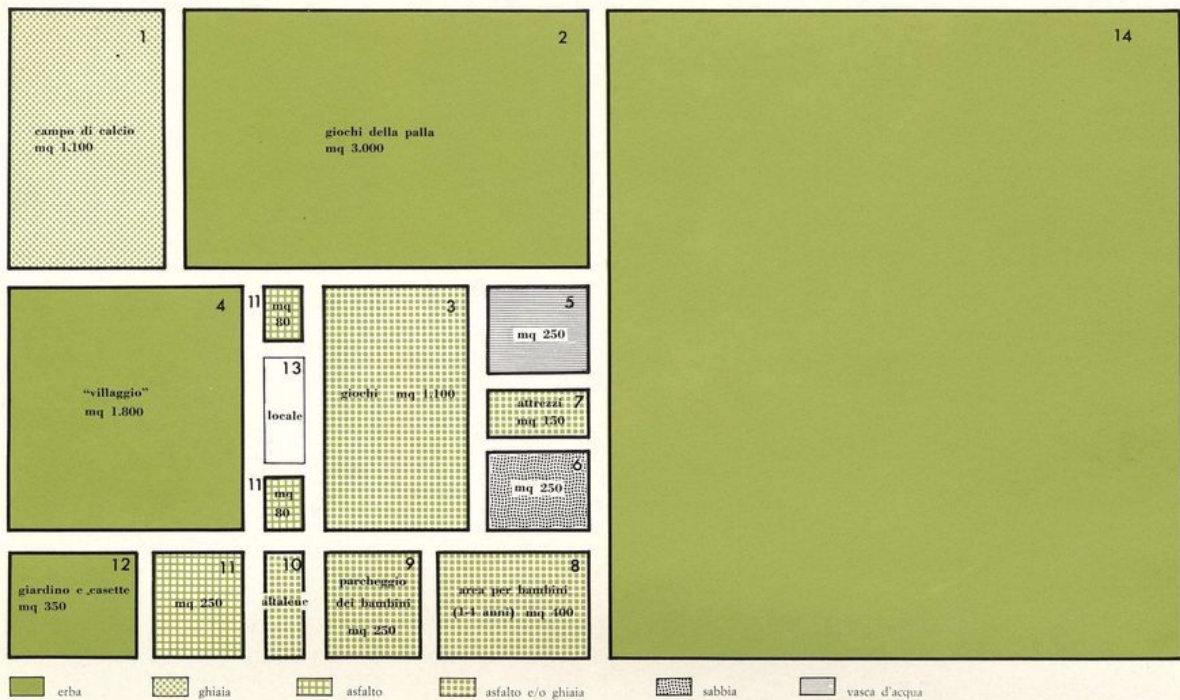 1
campo di calcio
mq 1.100
2
giochi della palla
mq 3.000
14
4
"villaggio"
mq 1.800
11
mq
80
13
locale
11
mq
80
3
giochi mq 1.100
5
mq 250
7
attrezzi
mq 150
6
mq 250
12
giardino e casette
mq 350
11
mq 250
10
altalene
9
parcheggio
dei bambini
mq 250
8
area per bambini
(1-4 anni) mq 400
erba ghiaia asfalto asfalto e/o ghiaia sabbia vasca d'acqua